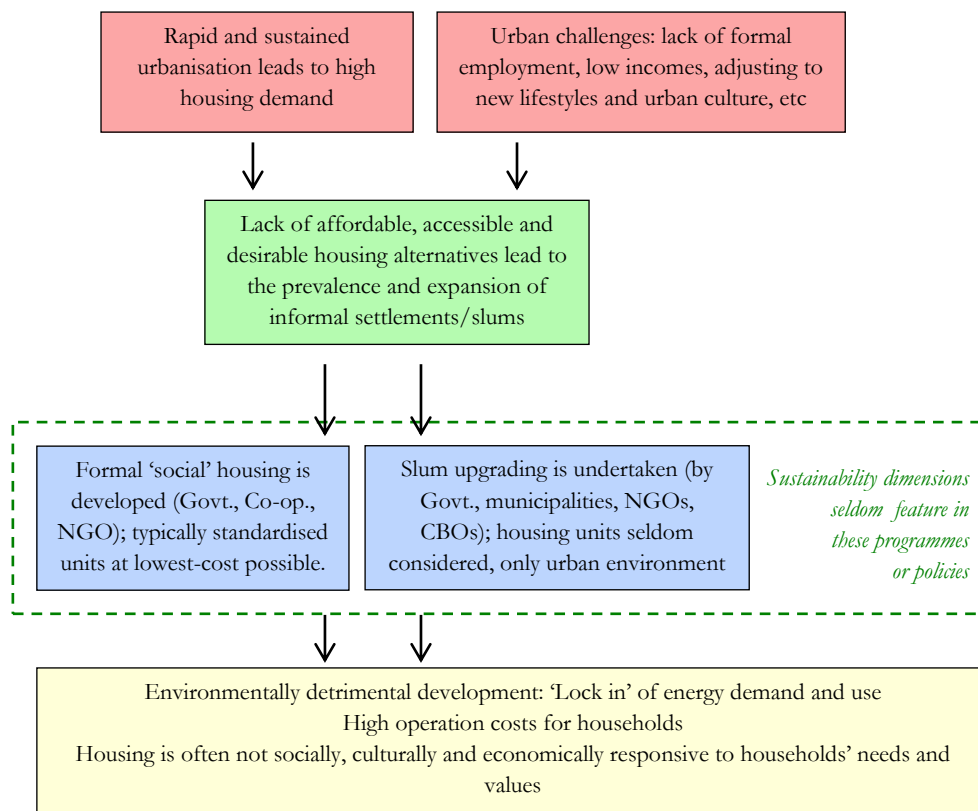 Rapid and sustained
urbanisation leads to high
housing demand
Urban challenges: lack of formal
employment, low incomes, adjusting to
new lifestyles and urban culture, etc
Lack of affordable, accessible and
desirable housing alternatives lead to
the prevalence and expansion of
informal settlements/slums
Formal ‘social’ housing is
developed (Govt., Co-op.,
NGO); typically standardised
units at lowest-cost possible.
Slum upgrading is undertaken (by
Govt., municipalities, NGOs,
CBOs); housing units seldom
considered, only urban environment
Sustainability dimensions
seldom feature in
these programmes
or policies
Environmentally detrimental development: ‘Lock in’ of energy demand and use
High operation costs for households
Housing is often not socially, culturally and economically responsive to households’ needs and
values